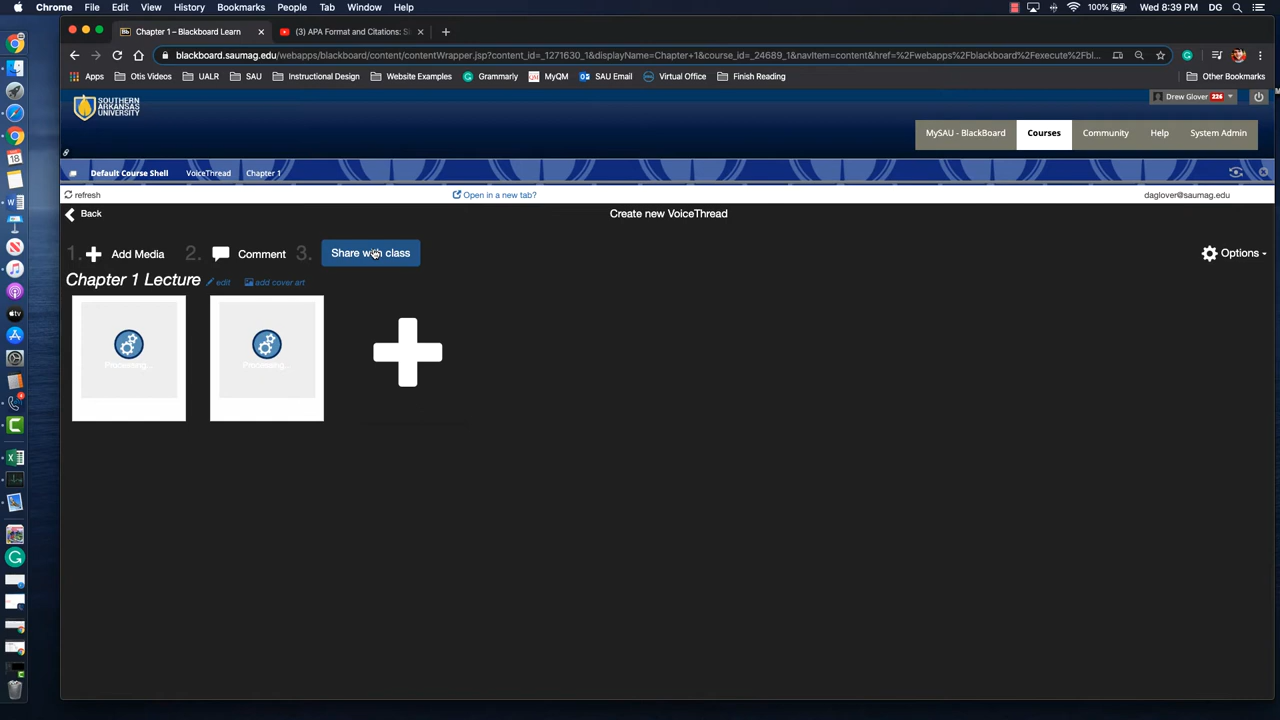 Chrome File Edit View History Bookmarks People Tab Window Help 100% Wed 8:39 PM DG
Chapter 1 – Blackboard Learn
(3) APA Format and Citations: S
blackboard.saumag.edu/webapps/blackboard/content/contentWrapper.jsp?content_id=_1271630_1&displayName=Chapter+1&course_id=_24689_1&navItem=content&href=%2Fwebapps%2Fblackboard%2Fexecute%2Fbl...
Apps Otis Videos UALR SAU Instructional Design Website Examples Grammarly MyQM SAU Email Virtual Office Finish Reading Other Bookmarks
SOUTHERN
ARKANSAS
UNIVERSITY
Drew Glover 226
MySAU - BlackBoard Courses Community Help System Admin
Default Course Shell VoiceThread Chapter 1
refresh Open in a new tab? daglover@saumag.edu
Back Create new VoiceThread
1. Add Media 2. Comment 3. Share with class Options
Chapter 1 Lecture edit add cover art
Processing... Processing...